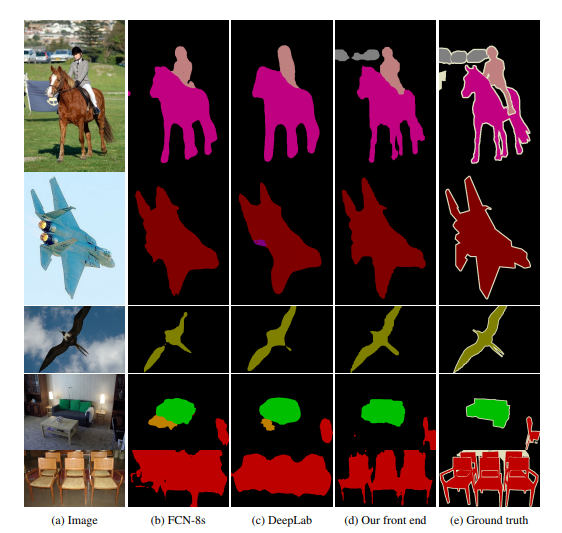 (a) Image (b) FCN-8s (c) DeepLab (d) Our front end (e) Ground truth